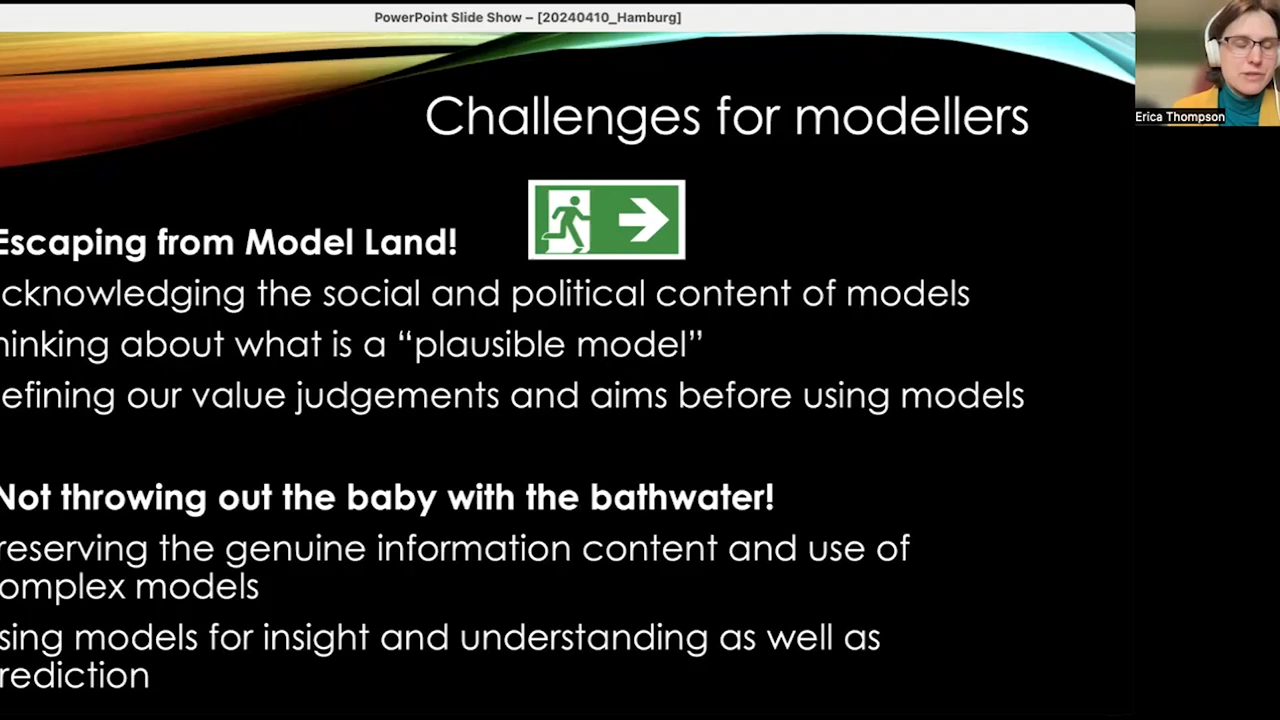 PowerPoint Slide Show – [20240410_Hamburg]
Erica Thompson
Challenges for modellers
Escaping from Model Land!
cknowledging the social and political content of models
hinking about what is a “plausible model”
efining our value judgements and aims before using models
Not throwing out the baby with the bathwater!
reserving the genuine information content and use of
omplex models
sing models for insight and understanding as well as
rediction